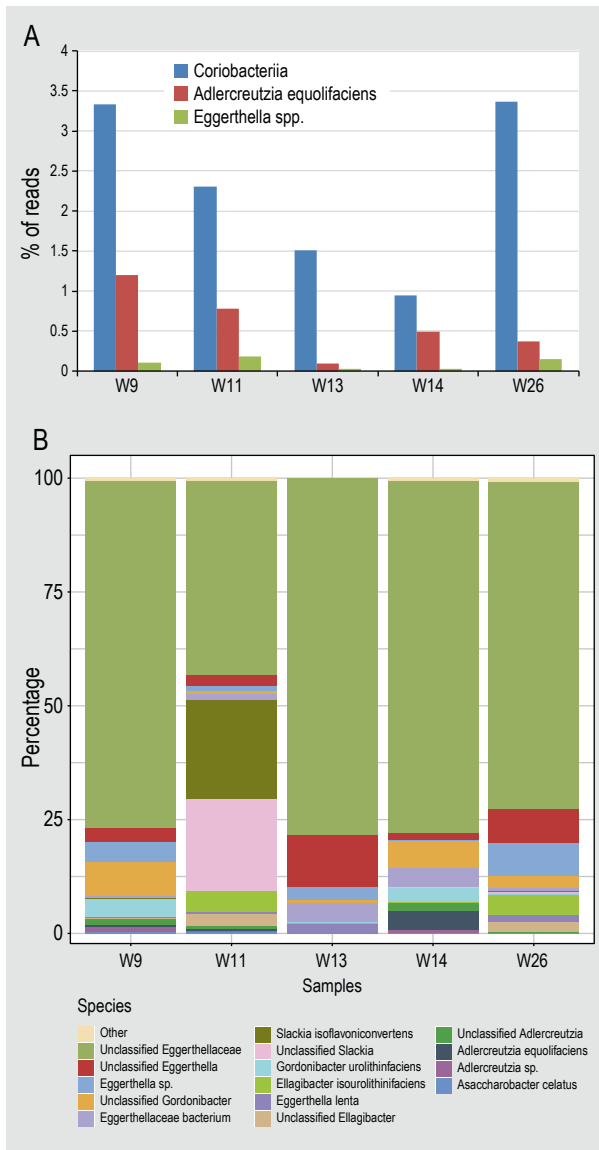 A
4
3.5
3
2.5
2
1.5
1
0.5
0
% of reads
Coriobacteriia
Adlercreutzia equolifaciens
Eggerthella spp.
W9 W11 W13 W14 W26
B
100
75
50
25
0
Percentage
W9 W11 W13 W14 W26
Samples
Species
Other
Unclassified Eggerthellaceae
Unclassified Eggerthella
Eggerthella sp.
Unclassified Gordonibacter
Eggerthellaceae bacterium
Slackia isoflavoniconvertens
Unclassified Slackia
Gordonibacter urolithinfaciens
Ellagibacter isourolithinifaciens
Eggerthella lenta
Unclassified Ellagibacter
Unclassified Adlercreutzia
Adlercreutzia equolifaciens
Adlercreutzia sp.
Asaccharobacter celatus